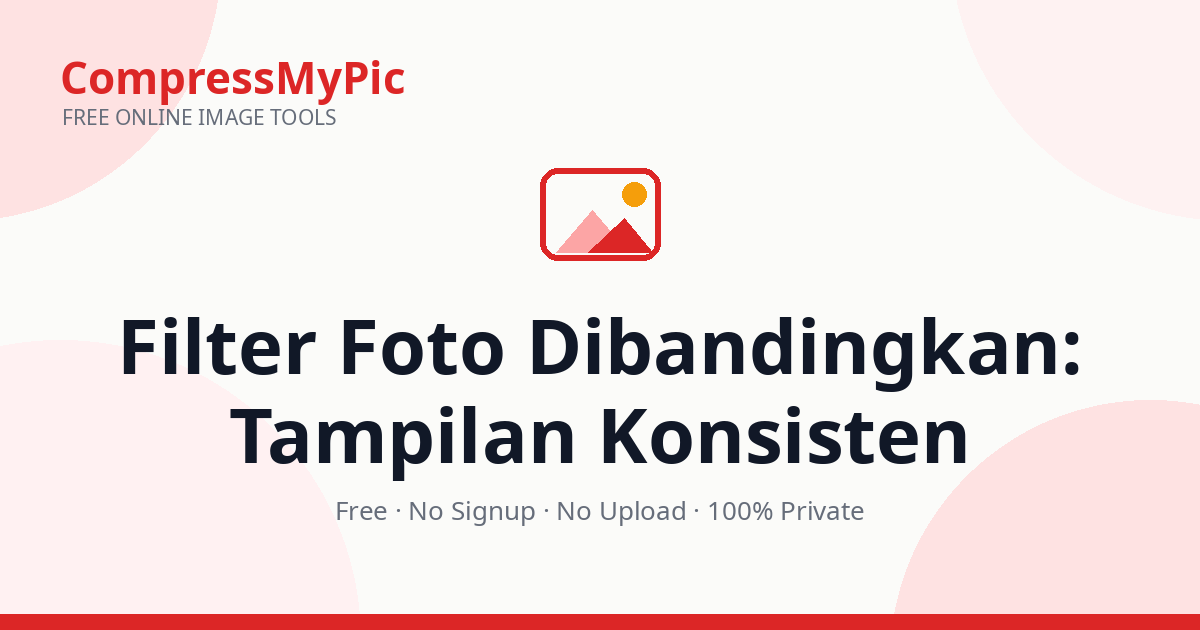 CompressMyPic
FREE ONLINE IMAGE TOOLS
Filter Foto Dibandingkan:
Tampilan Konsisten
Free · No Signup · No Upload · 100% Private